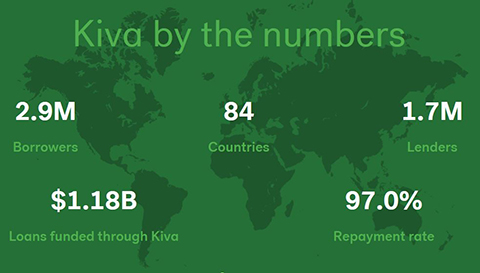 Kiva by the numbers
2.9M 84 1.7M
Borrowers Countries Lenders
$1.18B 97.0%
Loans funded through Kiva Repayment rate